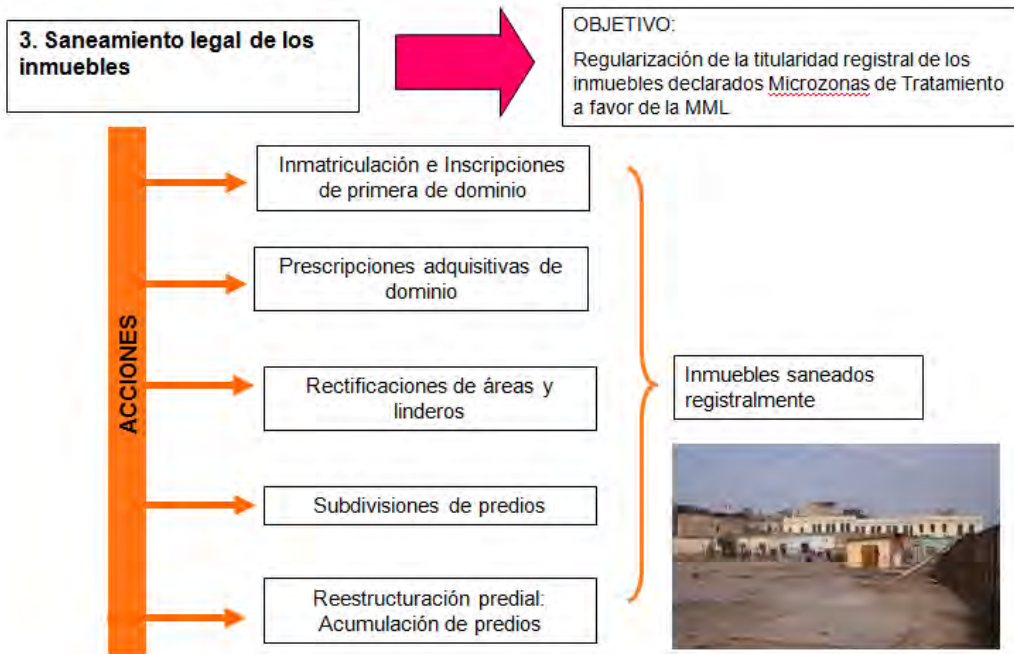 3. Saneamiento legal de los
inmuebles
OBJETIVO:
Regularización de la titularidad registral de los
inmuebles declarados Microzonas de Tratamiento
a favor de la MML
ACCIONES
Inmatriculación e Inscripciones
de primera de dominio
Prescripciones adquisitivas de
dominio
Rectificaciones de áreas y
linderos
Subdivisiones de predios
Reestructuración predial:
Acumulación de predios
Inmuebles saneados
registralmente